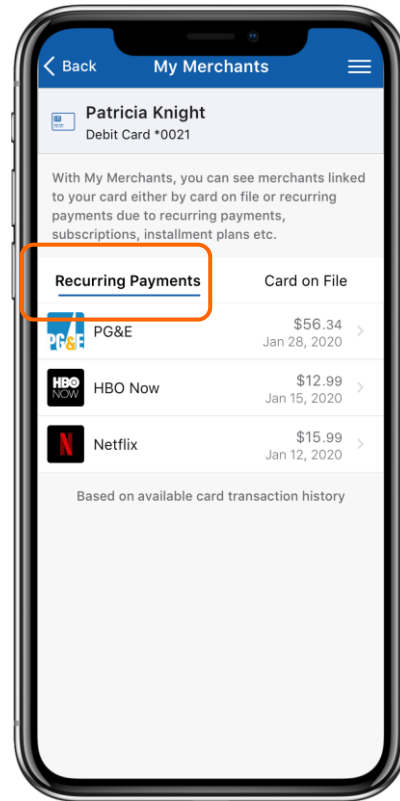 Back
My Merchants
Patricia Knight
Debit Card *0021
With My Merchants, you can see merchants linked
to your card either by card on file or recurring
payments due to recurring payments,
subscriptions, installment plans etc.
Recurring Payments
Card on File
PG&E
PG&E
$56.34
Jan 28, 2020
HBO
NOW
HBO Now
$12.99
Jan 15, 2020
N
Netflix
$15.99
Jan 12, 2020
Based on available card transaction history